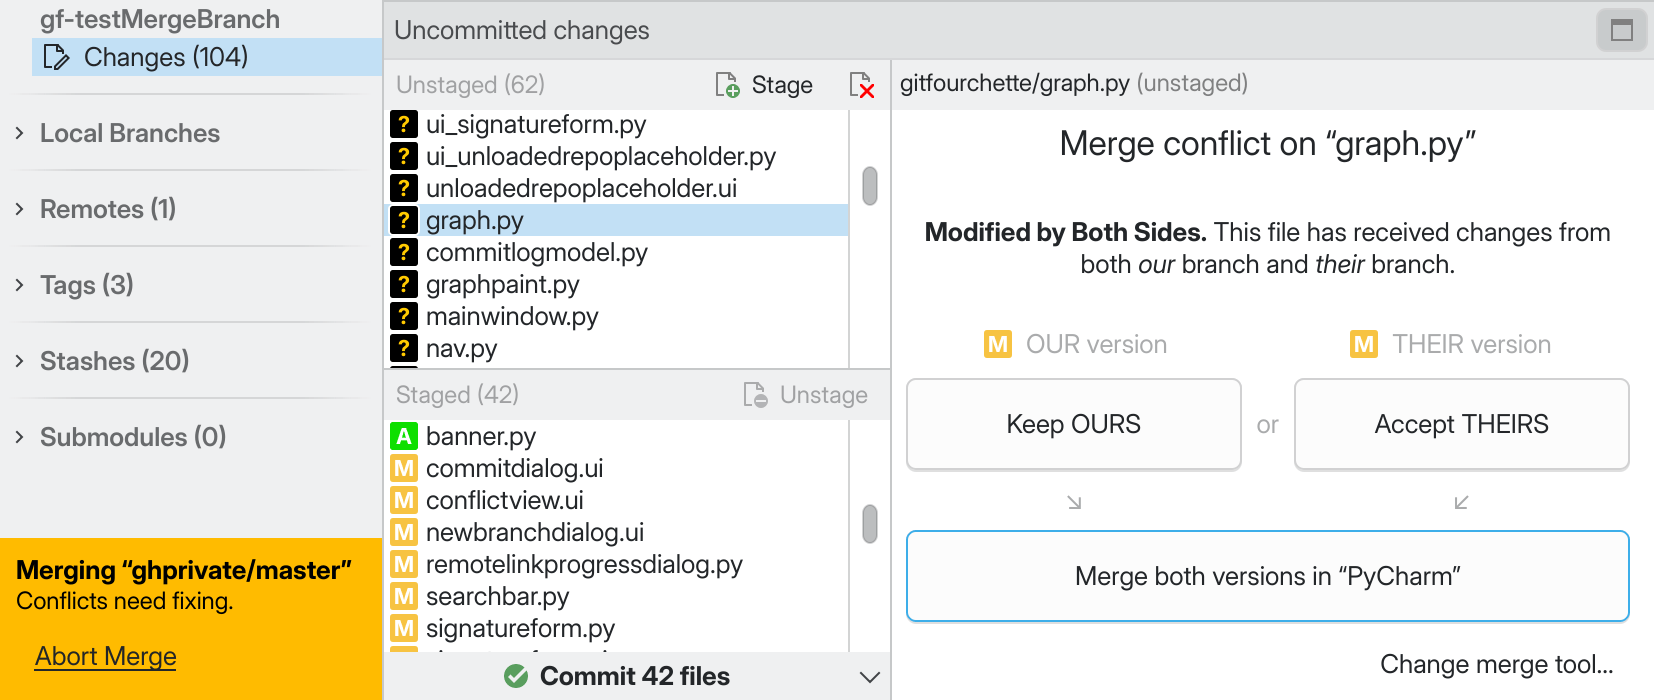 gf-testMergeBranch
Changes (104)
Local Branches
Remotes (1)
Tags (3)
Stashes (20)
Submodules (0)
Merging “ghprivate/master”
Conflicts need fixing.
Abort Merge
Uncommitted changes
Unstaged (62)
Stage
? ui_signatureform.py
? ui_unloadedrepoplaceholder.py
? unloadedrepoplaceholder.ui
? graph.py
? commitlogmodel.py
? graphpaint.py
? mainwindow.py
? nav.py
Staged (42)
Unstage
A banner.py
M commitdialog.ui
M conflictview.ui
M newbranchdialog.ui
M remotelinkprogressdialog.py
M searchbar.py
M signatureform.py
Commit 42 files
gitfourchette/graph.py (unstaged)
Merge conflict on “graph.py”
Modified by Both Sides. This file has received changes from
both our branch and their branch.
M OUR version
M THEIR version
Keep OURS
or
Accept THEIRS
Merge both versions in “PyCharm”
Change merge tool...